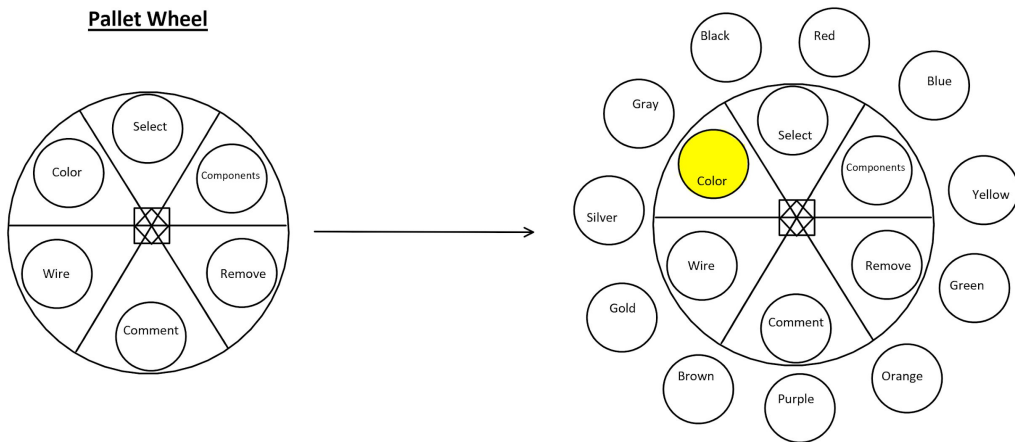 Pallet Wheel
Select
Color
Components
Wire
Remove
Comment
Black
Red
Blue
Gray
Select
Components
Color
Yellow
Silver
Wire
Remove
Green
Gold
Comment
Brown
Purple
Orange